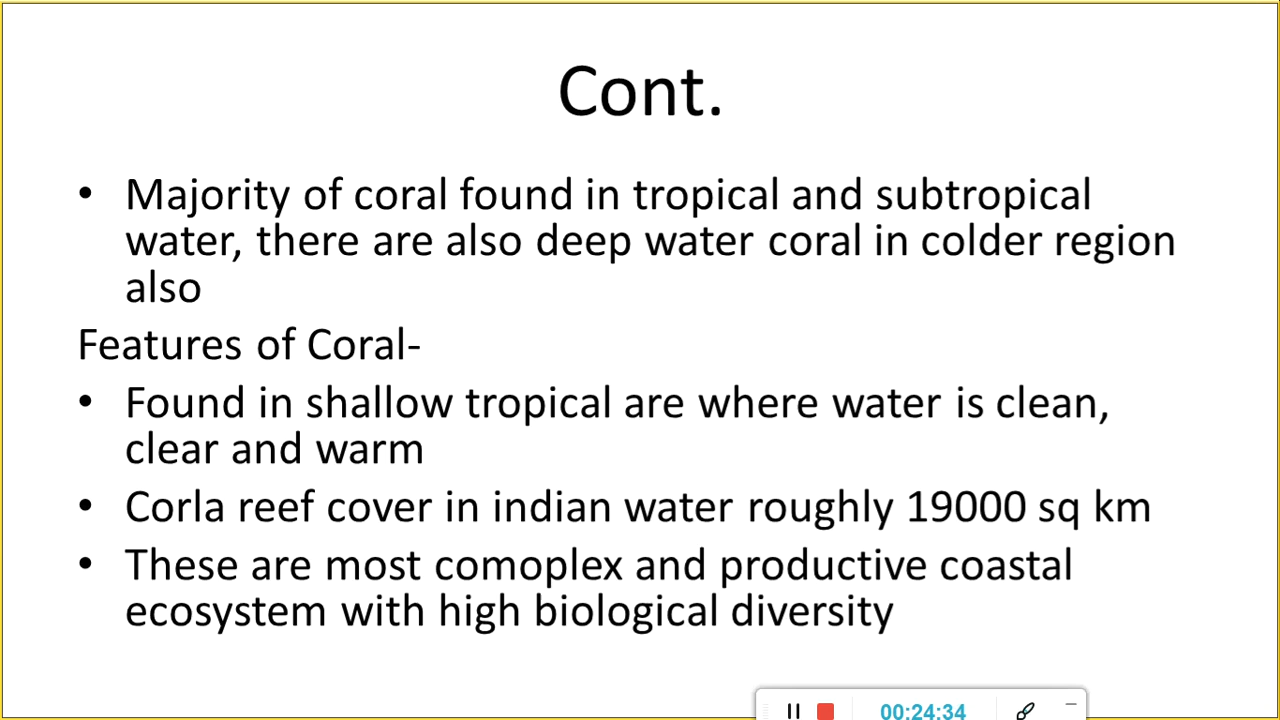 Cont.
• Majority of coral found in tropical and subtropical
water, there are also deep water coral in colder region
also
Features of Coral-
• Found in shallow tropical are where water is clean,
clear and warm
• Corla reef cover in indian water roughly 19000 sq km
• These are most comoplex and productive coastal
ecosystem with high biological diversity
00:24:34